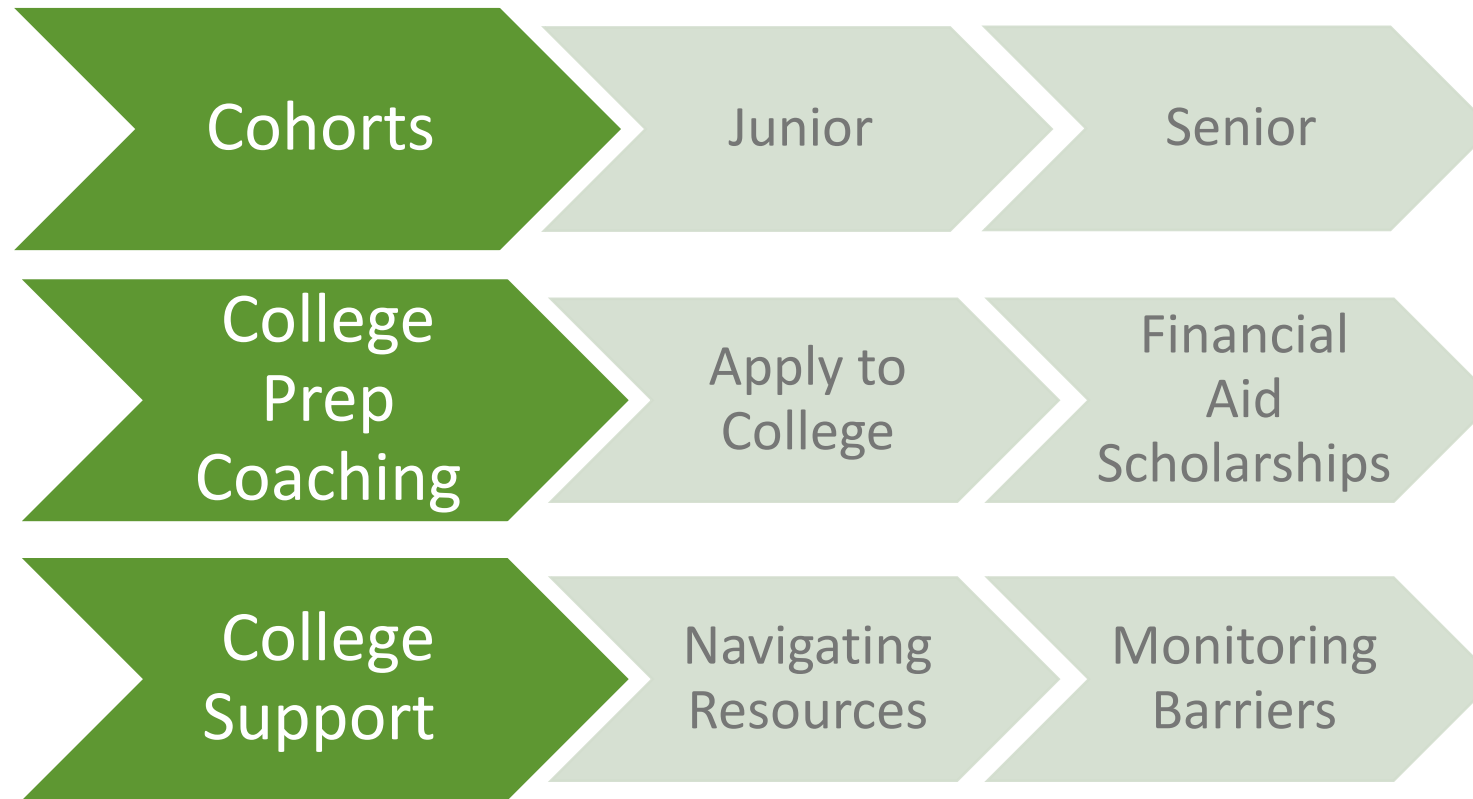 Cohorts
Junior
Senior
College
Prep
Coaching
Apply to
College
Financial
Aid
Scholarships
College
Support
Navigating
Resources
Monitoring
Barriers